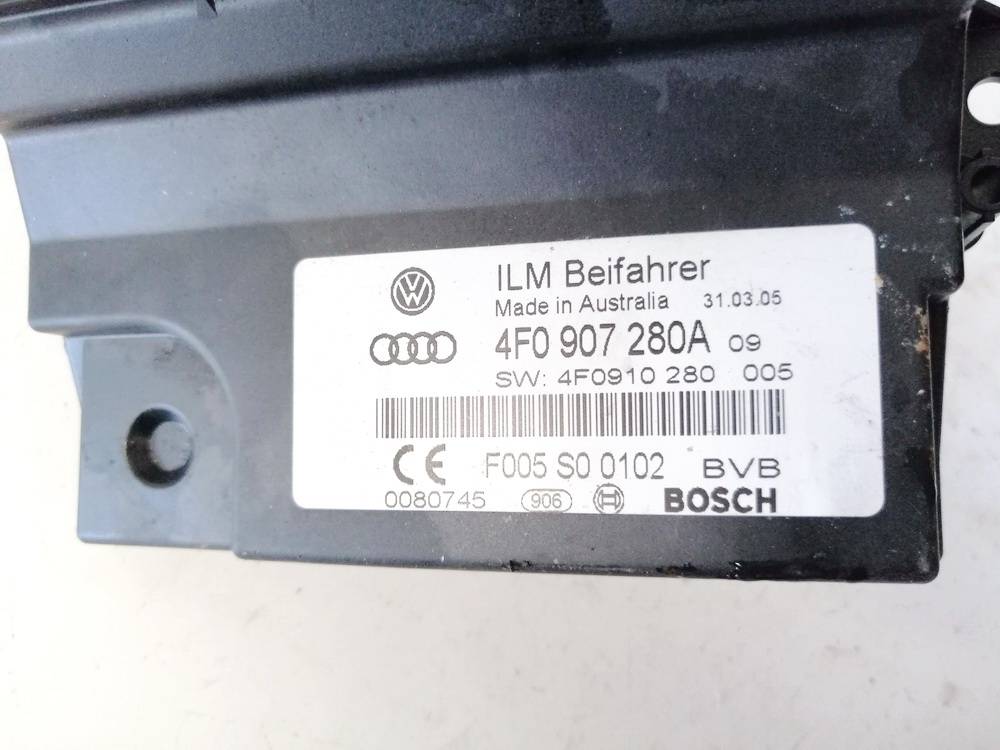 ILM Beifahrer
Made in Australia 31.03.05
4F0 907 280A 09
SW: 4F0910 280 005
CE F005 S0 0102 BVB
0080745 906 BOSCH